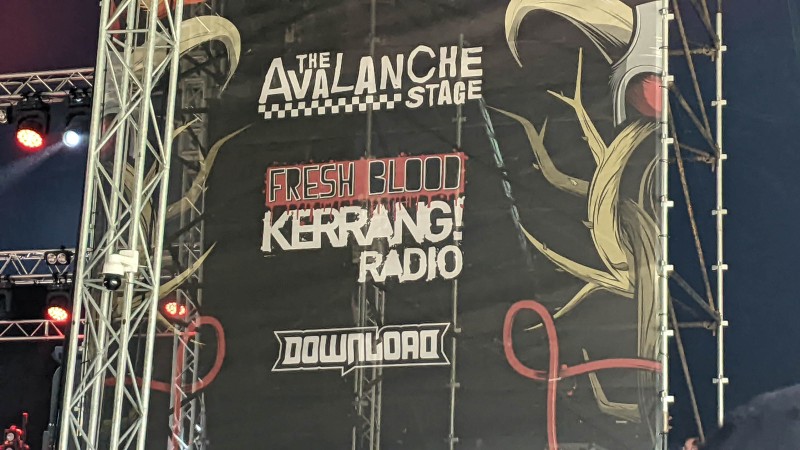 THE
AVALANCHE
STAGE
FRESH BLOOD
KERRANG!
RADIO
DOWNLOAD